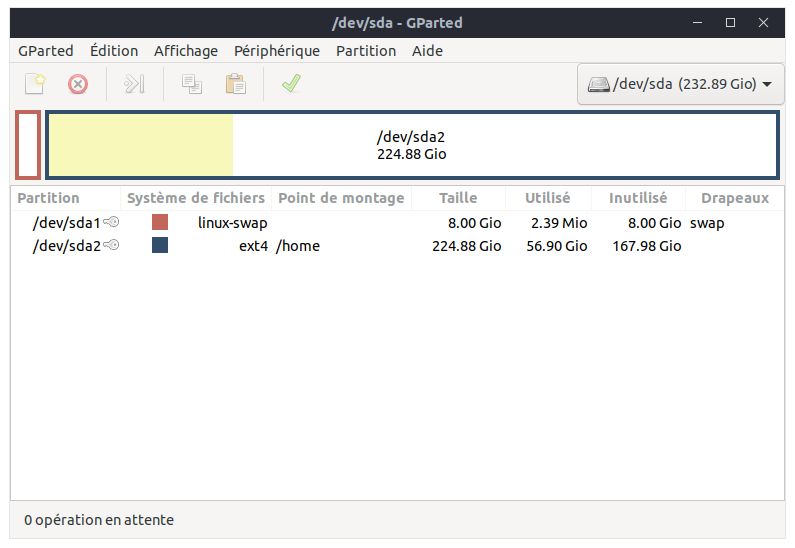 /dev/sda - GParted
GParted Édition Affichage Périphérique Partition Aide
/dev/sda (232.89 Gio)
/dev/sda2
224.88 Gio
Partition Système de fichiers Point de montage Taille Utilisé Inutilisé Drapeaux
/dev/sda1 linux-swap 8.00 Gio 2.39 Mio 8.00 Gio swap
/dev/sda2 ext4 /home 224.88 Gio 56.90 Gio 167.98 Gio
0 opération en attente